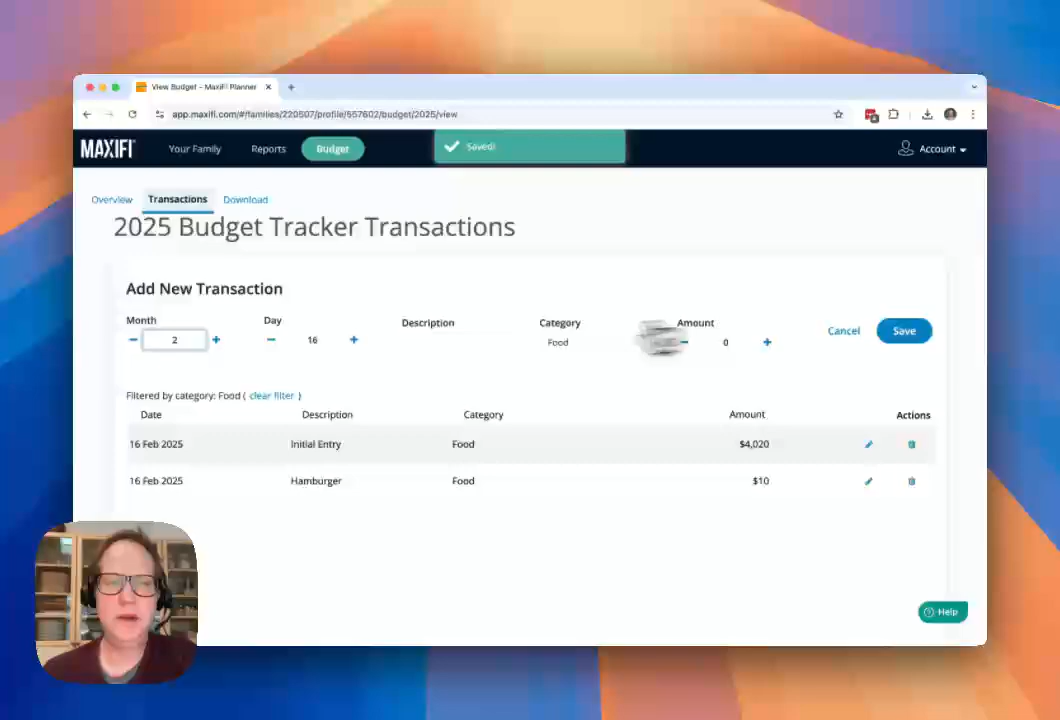 View Budget - MaxiFi Planner
app.maxifi.com/#/families/220507/profile/557602/budget/2025/view
MAXIFI Your Family Reports Budget Saved! Account
Overview Transactions Download
2025 Budget Tracker Transactions
Add New Transaction
Month Day Description Category Amount
2 16 Food 0 Cancel Save
Filtered by category: Food ( clear filter )
Date Description Category Amount Actions
16 Feb 2025 Initial Entry Food $4,020
16 Feb 2025 Hamburger Food $10
Help